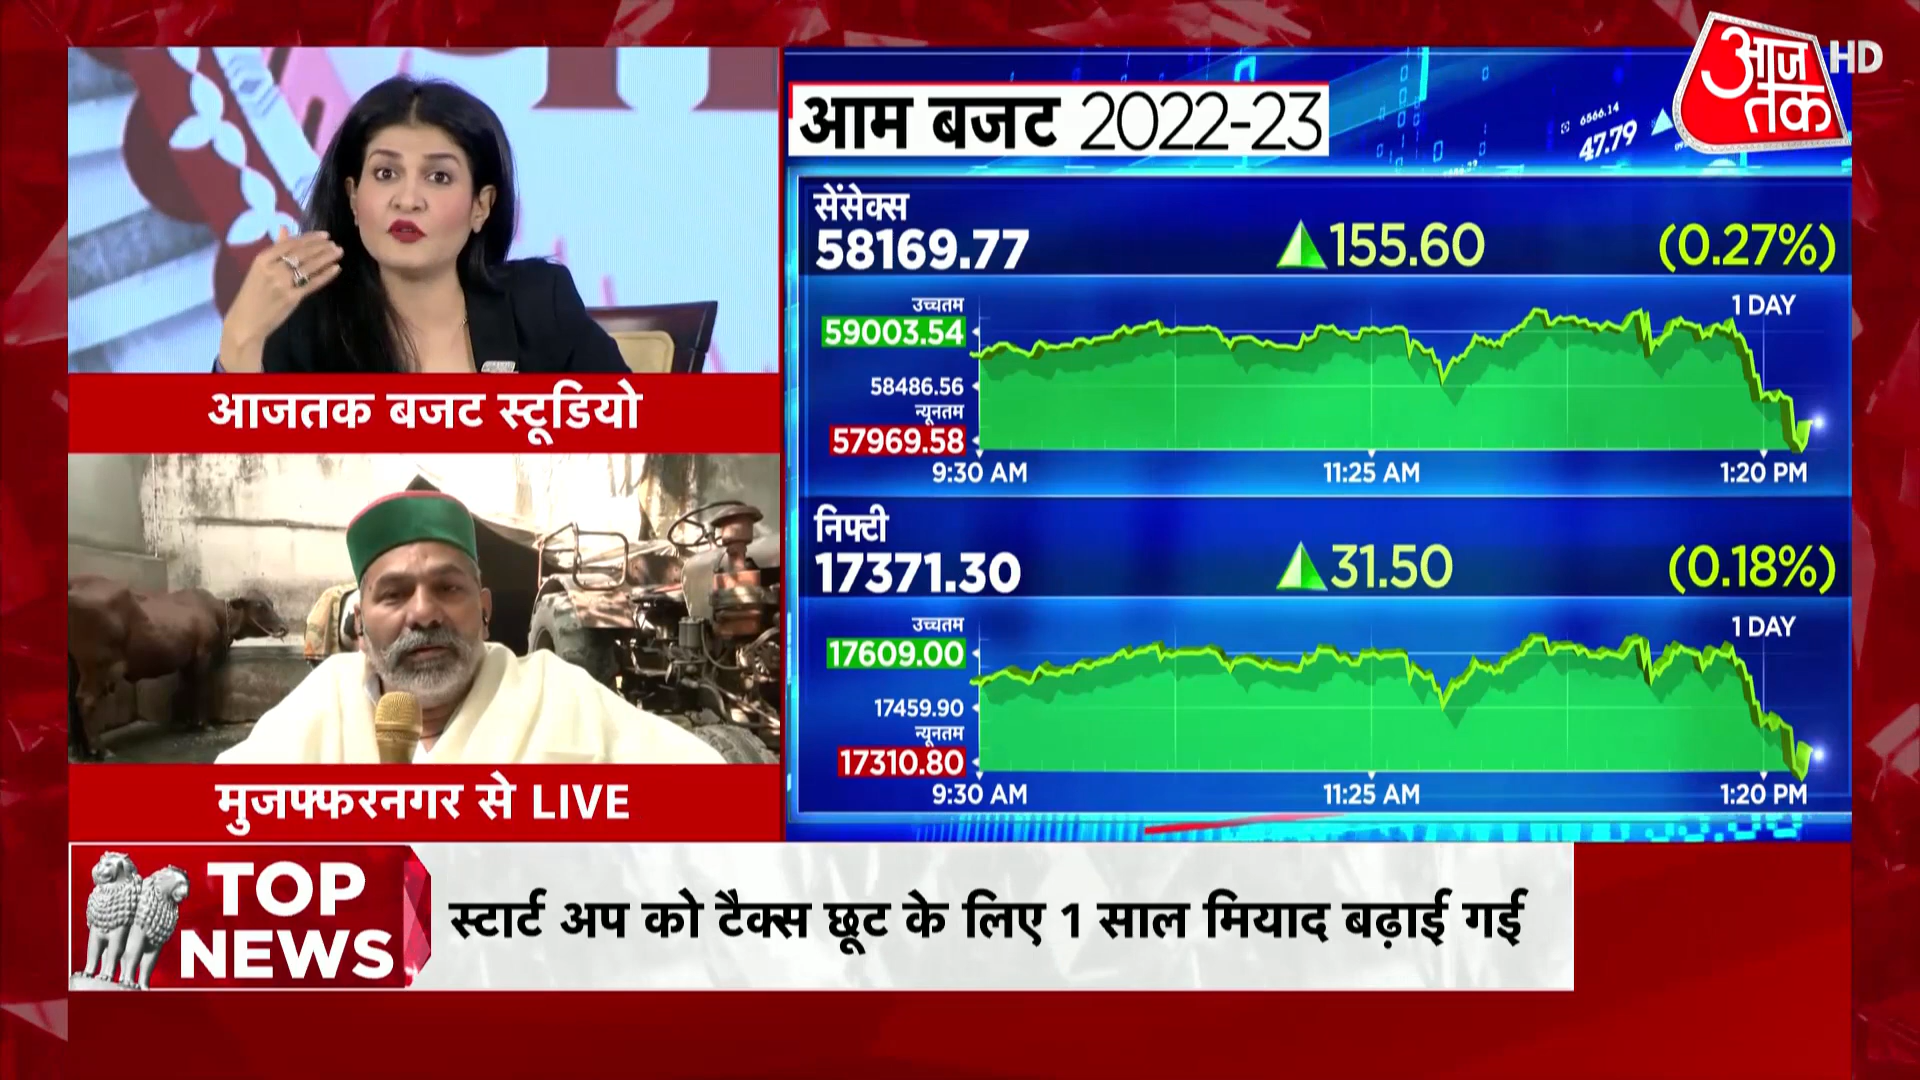 आज
तक
HD
आम बजट 2022-23
6566.14
47.79
सेंसेक्स
58169.77
155.60
(0.27%)
उच्चतम
59003.54
1 DAY
58486.56
न्यूनतम
57969.58
9:30 AM
11:25 AM
1:20 PM
निफ्टी
17371.30
31.50
(0.18%)
उच्चतम
17609.00
1 DAY
17459.90
न्यूनतम
17310.80
9:30 AM
11:25 AM
1:20 PM
आजतक बजट स्टूडियो
मुजफ्फरनगर से LIVE
TOP
NEWS
स्टार्ट अप को टैक्स छूट के लिए 1 साल मियाद बढ़ाई गई